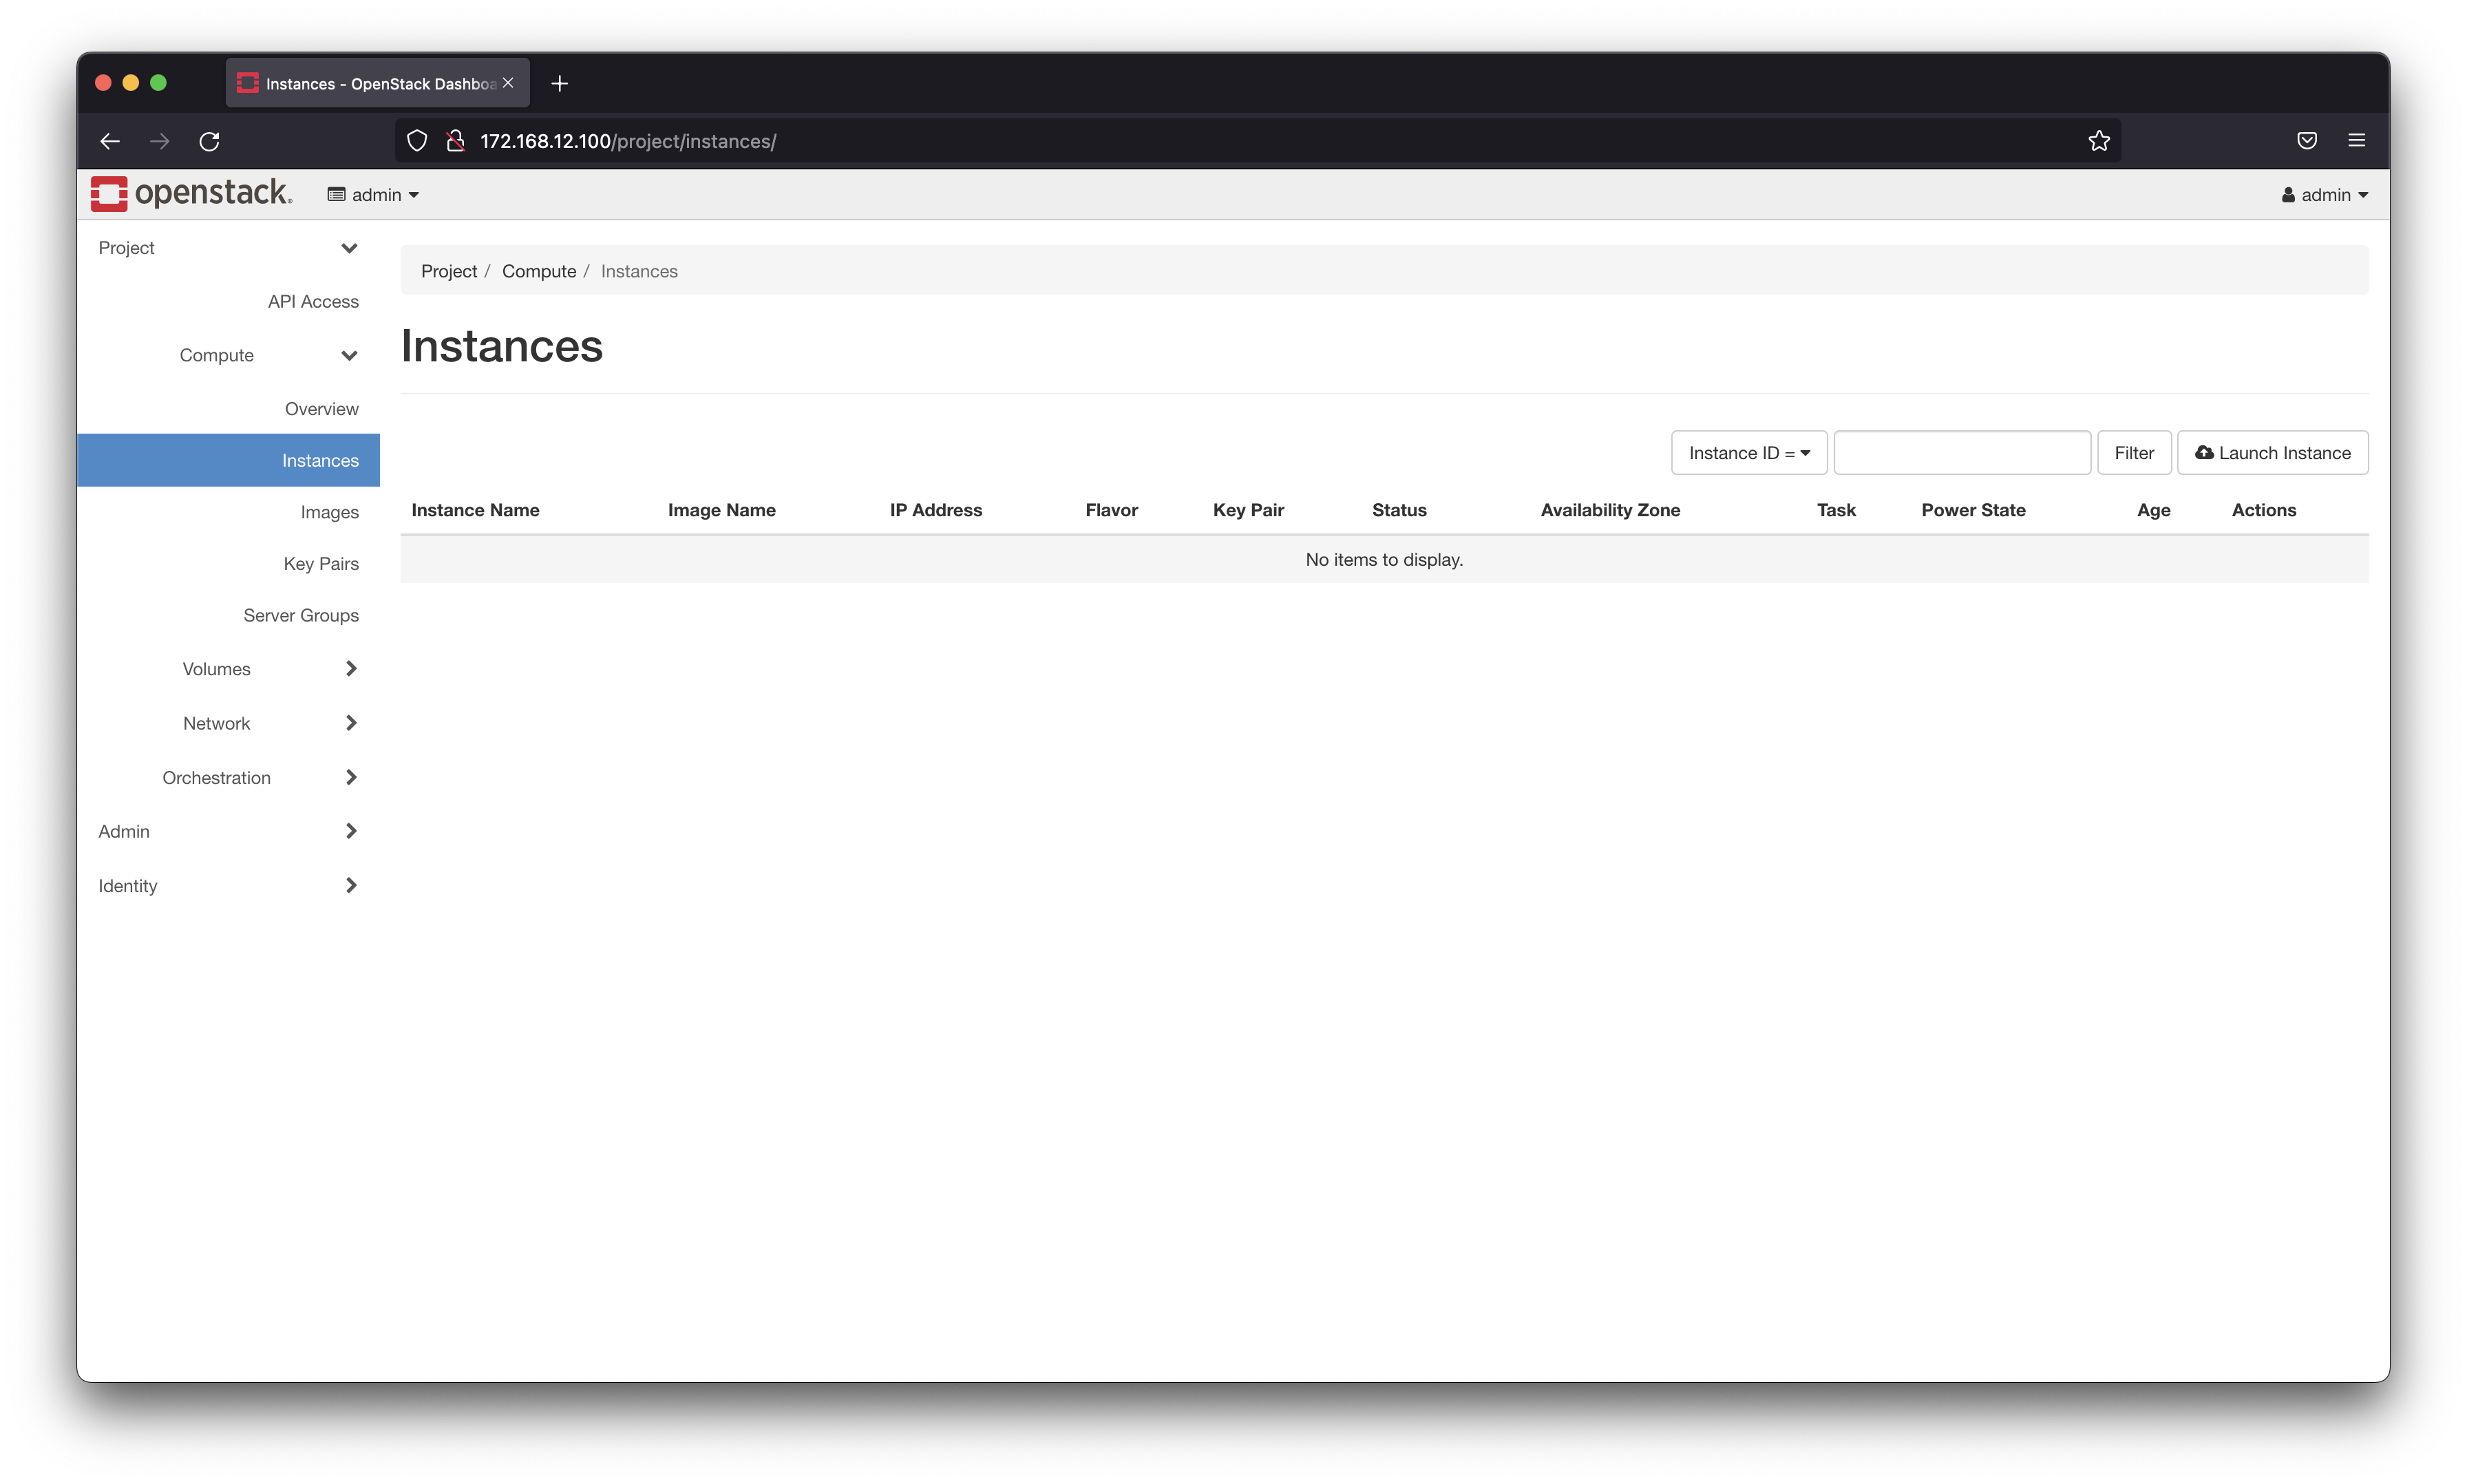 Instances - OpenStack Dashboa
172.168.12.100/project/instances/
openstack. admin admin
Project
API Access
Compute
Overview
Instances
Images
Key Pairs
Server Groups
Volumes
Network
Orchestration
Admin
Identity
Project / Compute / Instances
Instances
Instance ID = Filter Launch Instance
Instance Name Image Name IP Address Flavor Key Pair Status Availability Zone Task Power State Age Actions
No items to display.